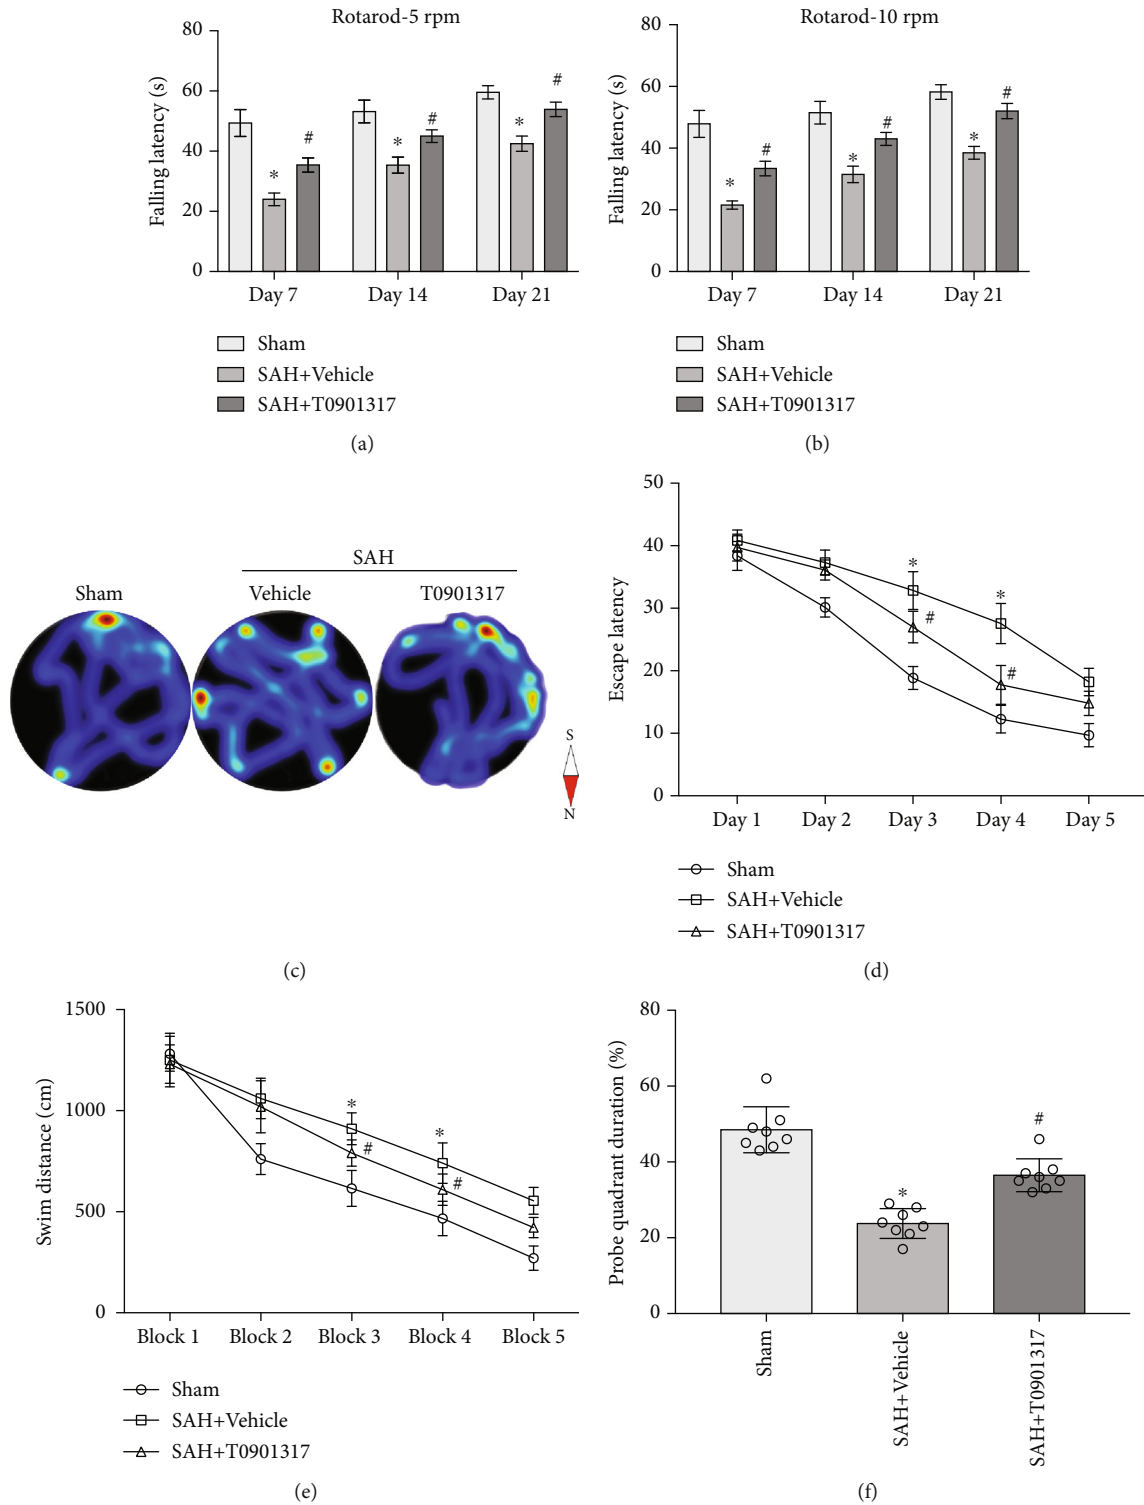 Rotarod-5 rpm
Falling latency (s)
80
60
40
20
0
*
#
*
#
*
#
Day 7
Day 14
Day 21
Sham
SAH+Vehicle
SAH+T0901317
(a)
Rotarod-10 rpm
Falling latency (s)
80
60
40
20
0
*
#
*
#
*
#
Day 7
Day 14
Day 21
Sham
SAH+Vehicle
SAH+T0901317
(b)
SAH
Sham
Vehicle
T0901317
S
N
(c)
Escape latency
50
40
30
20
10
0
*
#
*
#
Day 1
Day 2
Day 3
Day 4
Day 5
Sham
SAH+Vehicle
SAH+T0901317
(d)
Swim distance (cm)
1500
1000
500
0
*
#
*
#
Block 1
Block 2
Block 3
Block 4
Block 5
Sham
SAH+Vehicle
SAH+T0901317
(e)
Probe quadrant duration (%)
80
60
40
20
0
*
#
Sham
SAH+Vehicle
SAH+T0901317
(f)